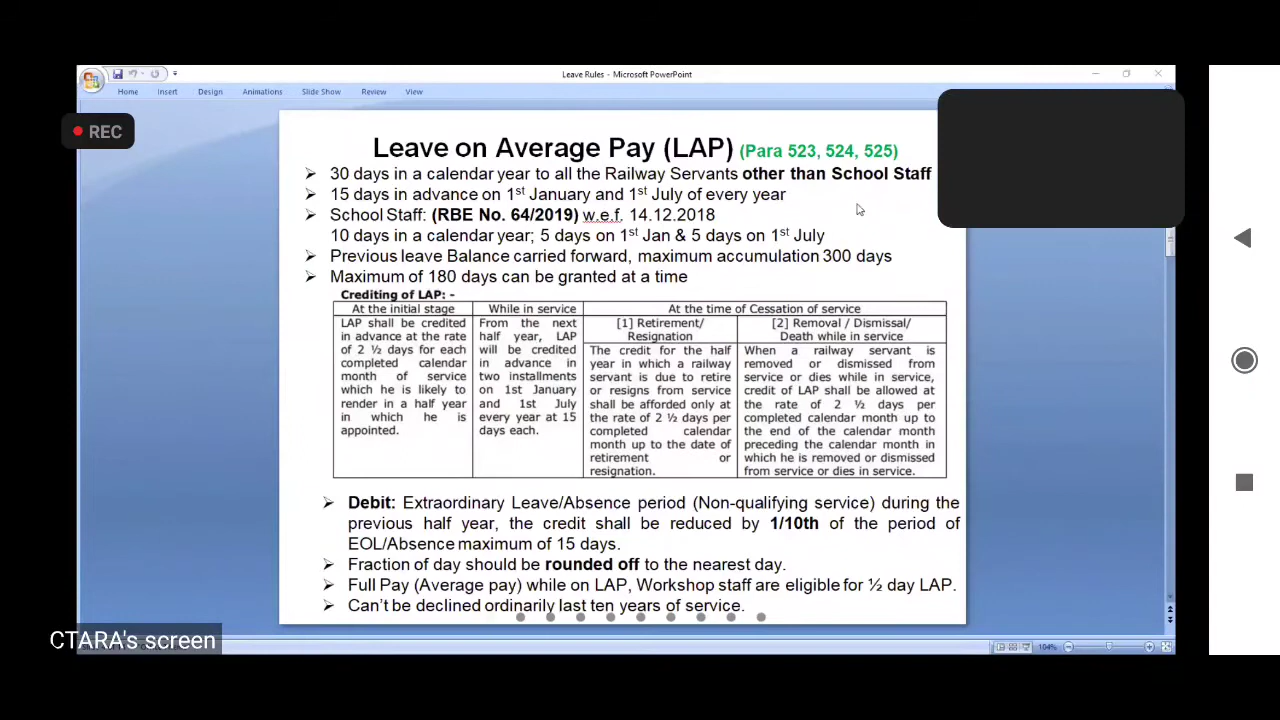 Leave Rules - Microsoft PowerPoint
Home Insert Design Animations Slide Show Review View
REC
Leave on Average Pay (LAP) (Para 523, 524, 525)
➢ 30 days in a calendar year to all the Railway Servants other than School Staff
➢ 15 days in advance on 1st January and 1st July of every year
➢ School Staff: (RBE No. 64/2019) w.e.f. 14.12.2018
10 days in a calendar year; 5 days on 1st Jan & 5 days on 1st July
➢ Previous leave Balance carried forward, maximum accumulation 300 days
➢ Maximum of 180 days can be granted at a time
Crediting of LAP: -
At the initial stage
LAP shall be credited
in advance at the rate
of 2 ½ days for each
completed calendar
month of service
which he is likely to
render in a half year
in which he is
appointed.
While in service
From the next
half year, LAP
will be credited
in advance in
two installments
on 1st January
and 1st July
every year at 15
days each.
At the time of Cessation of service
[1] Retirement/
Resignation
The credit for the half
year in which a railway
servant is due to retire
or resigns from service
shall be afforded only at
the rate of 2 ½ days per
completed calendar
month up to the date of
retirement or
resignation.
[2] Removal / Dismissal/
Death while in service
When a railway servant is
removed or dismissed from
service or dies while in service,
credit of LAP shall be allowed at
the rate of 2 ½ days per
completed calendar month up to
the end of the calendar month
preceding the calendar month in
which he is removed or dismissed
from service or dies in service.
➢ Debit: Extraordinary Leave/Absence period (Non-qualifying service) during the
previous half year, the credit shall be reduced by 1/10th of the period of
EOL/Absence maximum of 15 days.
➢ Fraction of day should be rounded off to the nearest day.
➢ Full Pay (Average pay) while on LAP, Workshop staff are eligible for ½ day LAP.
➢ Can't be declined ordinarily last ten years of service.
CTARA's screen
104%